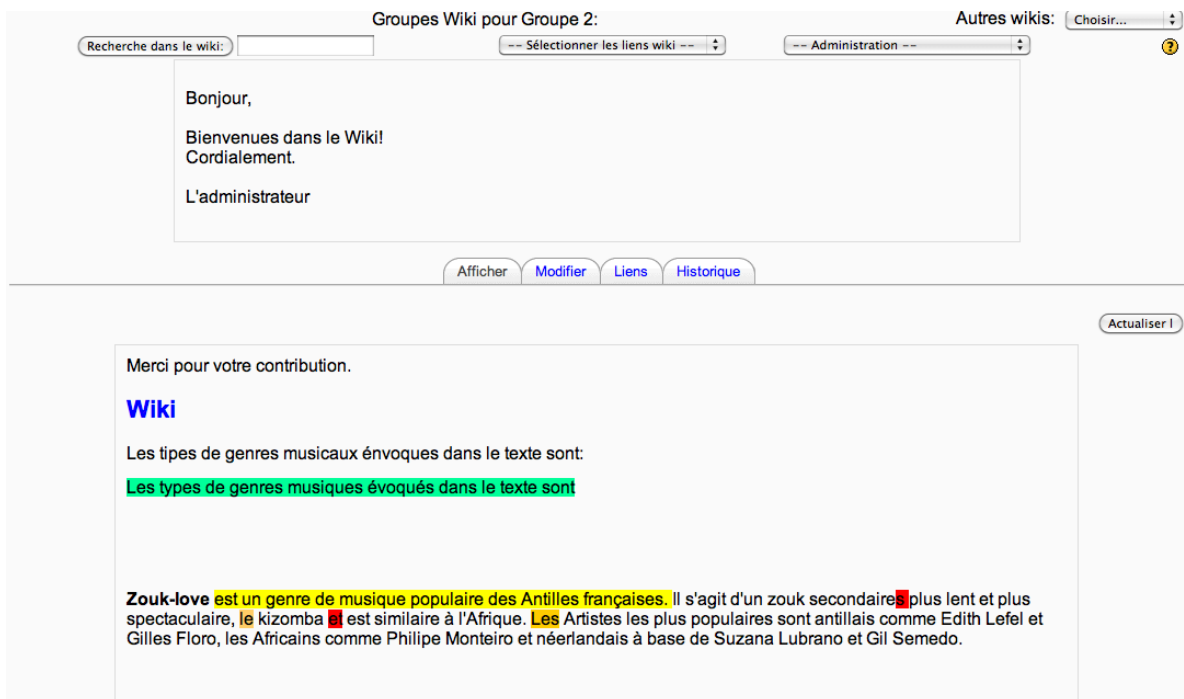 Groupes Wiki pour Groupe 2: Autres wikis: Choisir...
Recherche dans le wiki: -- Sélectionner les liens wiki -- -- Administration -- ?
Bonjour,
Bienvenues dans le Wiki!
Cordialement.
L'administrateur
Afficher Modifier Liens Historique
Actualiser l
Merci pour votre contribution.
Wiki
Les tipes de genres musicaux énvoques dans le texte sont:
Les types de genres musiques évoqués dans le texte sont
Zouk-love est un genre de musique populaire des Antilles françaises. Il s'agit d'un zouk secondaires plus lent et plus
spectaculaire, le kizomba et est similaire à l'Afrique. Les Artistes les plus populaires sont antillais comme Edith Lefel et
Gilles Floro, les Africains comme Philipe Monteiro et néerlandais à base de Suzana Lubrano et Gil Semedo.